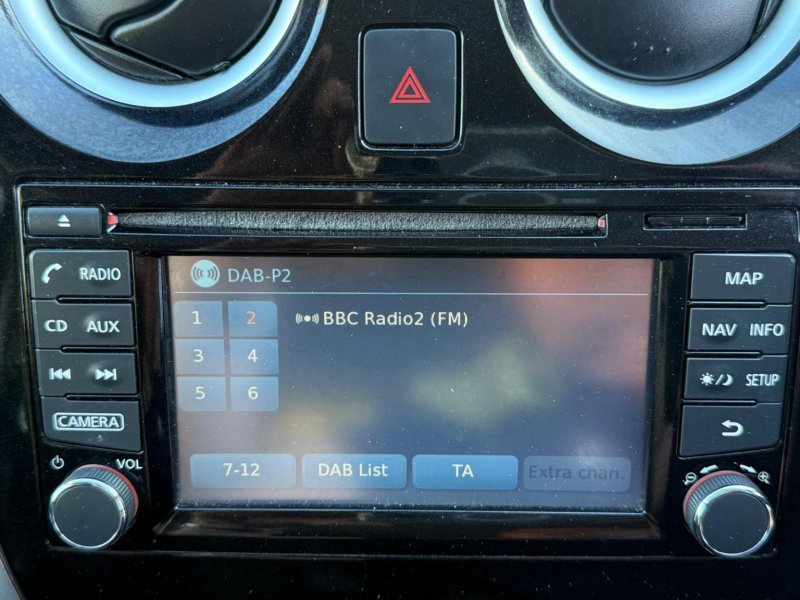 DAB-P2
RADIO
MAP
1 2
BBC Radio2 (FM)
CD AUX
NAV INFO
3 4
SETUP
5 6
CAMERA
VOL
7-12 DAB List TA Extra chan.